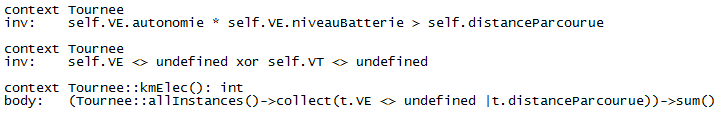 context Tournee
inv: self.VE.autonomie * self.VE.niveauBatterie > self.distanceParcourue
context Tournee
inv: self.VE <> undefined xor self.VT <> undefined
context Tournee::kmElec(): int
body: (Tournee::allInstances()->collect(t.VE <> undefined |t.distanceParcourue))->sum()